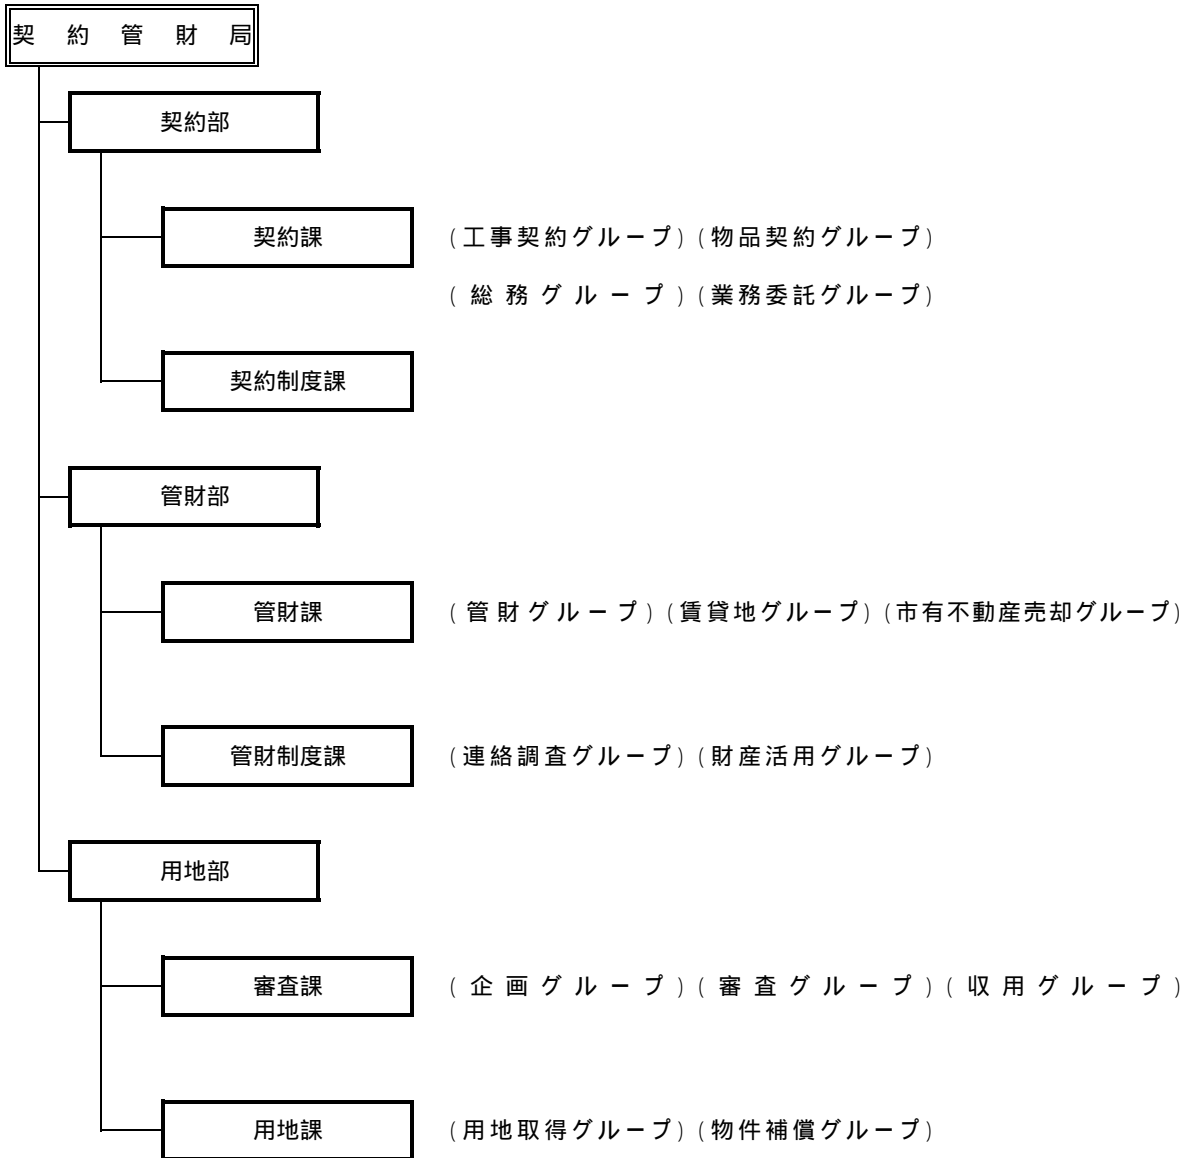 契約管財局
契約部
契約課 (工事契約グループ)(物品契約グループ)
(総務グループ)(業務委託グループ)
契約制度課
管財部
管財課 (管財グループ)(賃貸地グループ)(市有不動産売却グループ)
管財制度課 (連絡調査グループ)(財産活用グループ)
用地部
審査課 (企画グループ)(審査グループ)(収用グループ)
用地課 (用地取得グループ)(物件補償グループ)